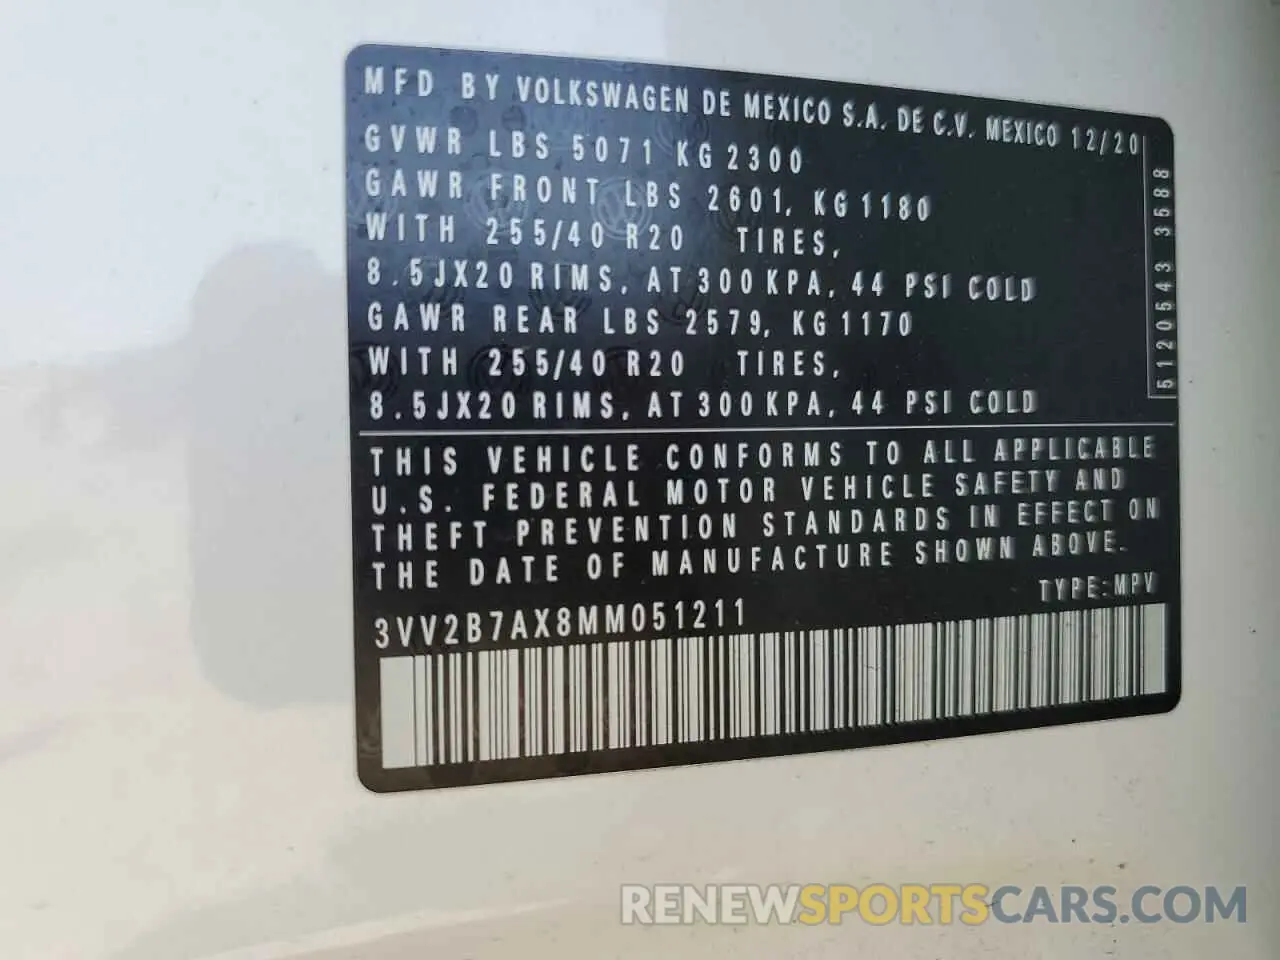 MFD BY VOLKSWAGEN DE MEXICO S.A. DE C.V. MEXICO 12/20
GVWR LBS 5071 KG 2300
GAWR FRONT LBS 2601, KG 1180
WITH 255/40 R20 TIRES,
8.5JX20 RIMS, AT 300 KPA, 44 PSI COLD
GAWR REAR LBS 2579, KG 1170
WITH 255/40 R20 TIRES,
8.5JX20 RIMS, AT 300 KPA, 44 PSI COLD
5120543 3588
THIS VEHICLE CONFORMS TO ALL APPLICABLE
U.S. FEDERAL MOTOR VEHICLE SAFETY AND
THEFT PREVENTION STANDARDS IN EFFECT ON
THE DATE OF MANUFACTURE SHOWN ABOVE.
TYPE:MPV
3VV2B7AX8MM051211
RENEWSPORTSCARS.COM